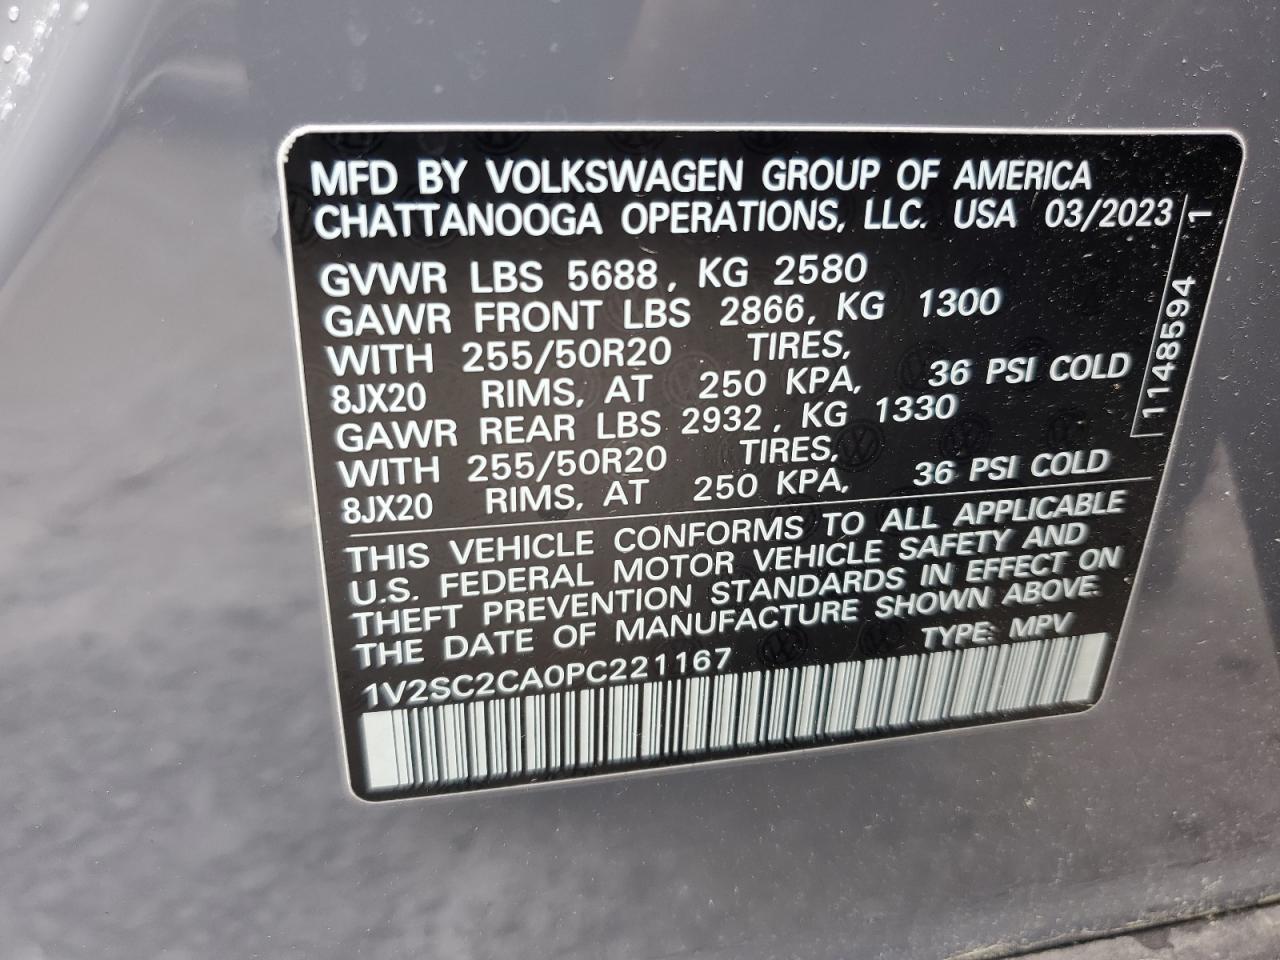 MFD BY VOLKSWAGEN GROUP OF AMERICA
CHATTANOOGA OPERATIONS, LLC. USA 03/2023
GVWR LBS 5688, KG 2580
GAWR FRONT LBS 2866, KG 1300
WITH 255/50R20 TIRES,
8JX20 RIMS, AT 250 KPA, 36 PSI COLD
GAWR REAR LBS 2932, KG 1330
WITH 255/50R20 TIRES,
8JX20 RIMS, AT 250 KPA, 36 PSI COLD
THIS VEHICLE CONFORMS TO ALL APPLICABLE
U.S. FEDERAL MOTOR VEHICLE SAFETY AND
THEFT PREVENTION STANDARDS IN EFFECT ON
THE DATE OF MANUFACTURE SHOWN ABOVE.
TYPE: MPV
1V2SC2CA0PC221167
1148594 1